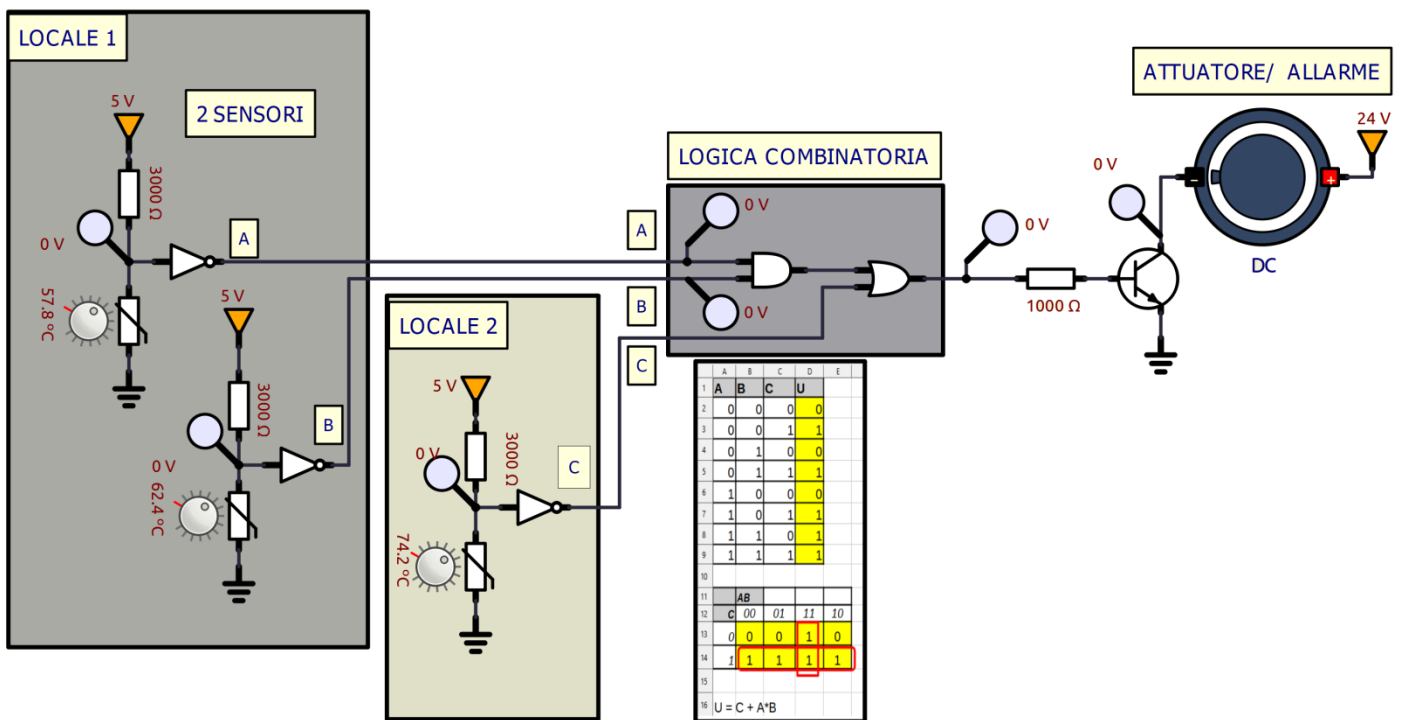 LOCALE 1
2 SENSORI
5 V
3000 Ω
0 V
A
57.8 ºC
5 V
3000 Ω
B
0 V
62.4 ºC
LOCALE 2
5 V
3000 Ω
0 V
C
74.2 ºC
LOGICA COMBINATORIA
A
0 V
B
0 V
C
0 V
1000 Ω
ATTUATORE/ ALLARME
24 V
0 V
DC
A B C D E
1 A B C U
2 0 0 0 0
3 0 0 1 1
4 0 1 0 0
5 0 1 1 1
6 1 0 0 0
7 1 0 1 1
8 1 1 0 1
9 1 1 1 1
10
11 AB
12 C 00 01 11 10
13 0 0 0 1 0
14 1 1 1 1 1
15
16 U = C + A*B